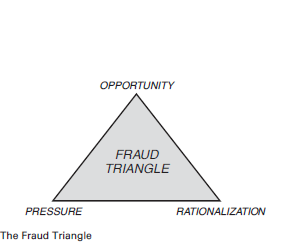 OPPORTUNITY
FRAUD
TRIANGLE
PRESSURE RATIONALIZATION
The Fraud Triangle